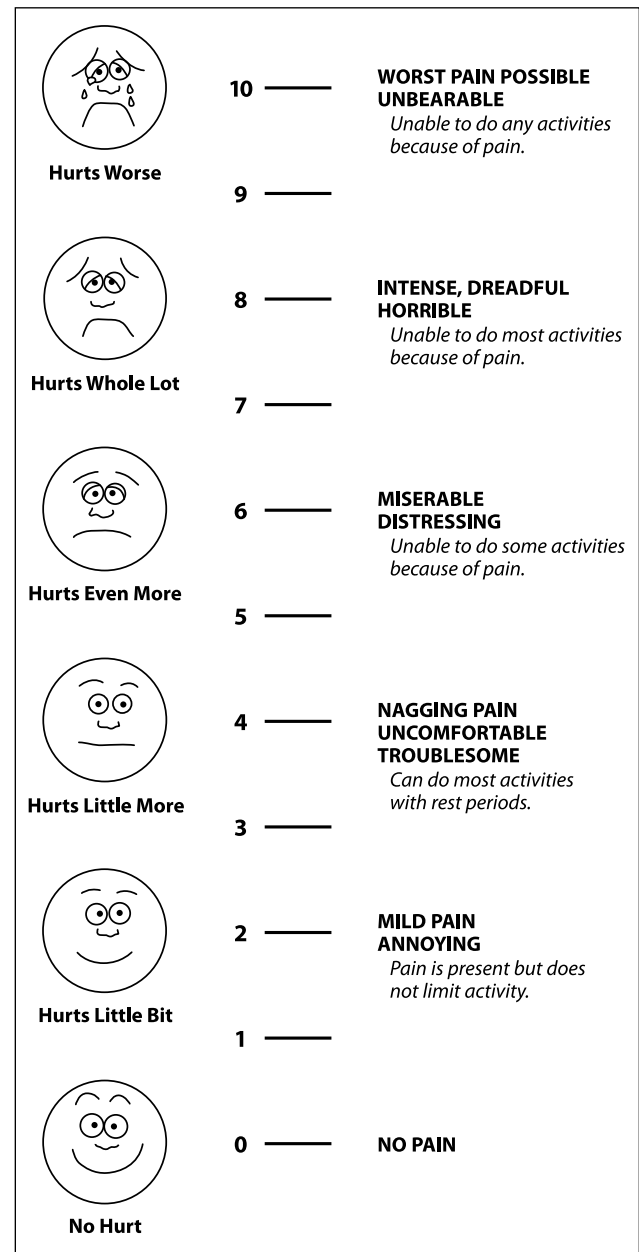 10
WORST PAIN POSSIBLE
UNBEARABLE
Unable to do any activities
because of pain.
Hurts Worse
9
8
INTENSE, DREADFUL
HORRIBLE
Unable to do most activities
because of pain.
Hurts Whole Lot
7
6
MISERABLE
DISTRESSING
Unable to do some activities
because of pain.
Hurts Even More
5
4
NAGGING PAIN
UNCOMFORTABLE
TROUBLESOME
Can do most activities
with rest periods.
Hurts Little More
3
2
MILD PAIN
ANNOYING
Pain is present but does
not limit activity.
Hurts Little Bit
1
0
NO PAIN
No Hurt